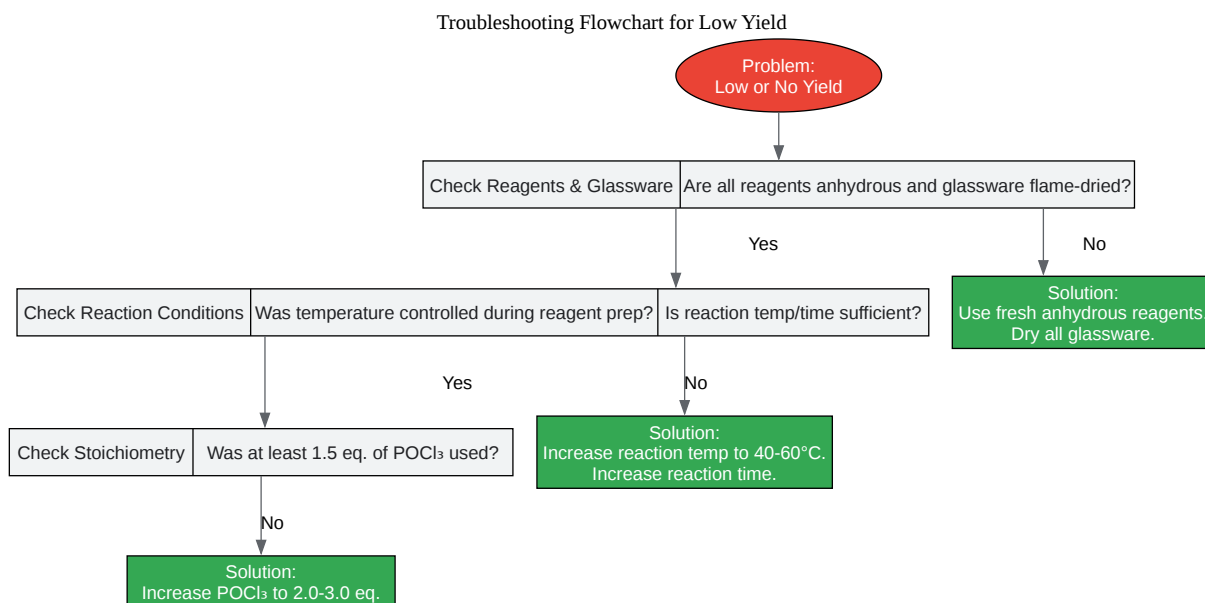 Troubleshooting Flowchart for Low Yield
Problem:
Low or No Yield
Check Reagents & Glassware
Are all reagents anhydrous and glassware flame-dried?
Yes
No
Solution:
Use fresh anhydrous reagents.
Dry all glassware.
Check Reaction Conditions
Was temperature controlled during reagent prep?
Is reaction temp/time sufficient?
Yes
No
Solution:
Increase reaction temp to 40-60°C.
Increase reaction time.
Check Stoichiometry
Was at least 1.5 eq. of POCl₃ used?
No
Solution:
Increase POCl₃ to 2.0-3.0 eq.